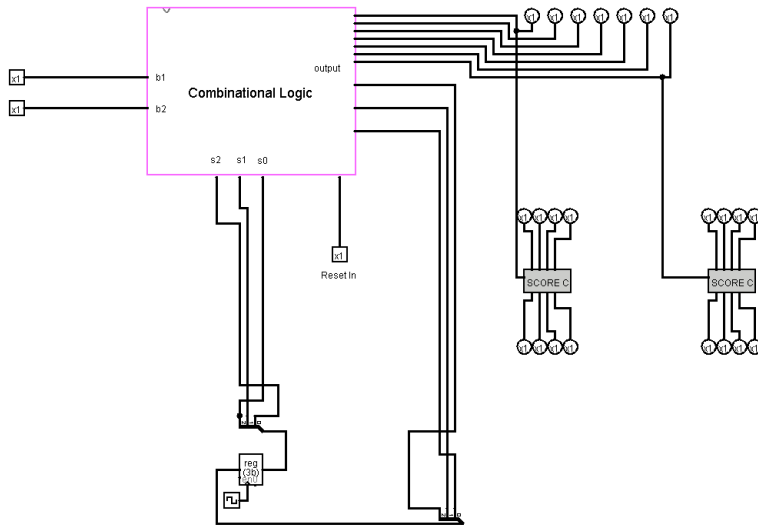 x1 x1 x1 x1 x1 x1 x1
output
x1 b1
Combinational Logic
x1 b2
s2 s1 s0
x1
Reset In
x1 x1 x1 x1 x1 x1 x1 x1
SCORE C SCORE C
x1 x1 x1 x1 x1 x1 x1 x1
reg
(3b)